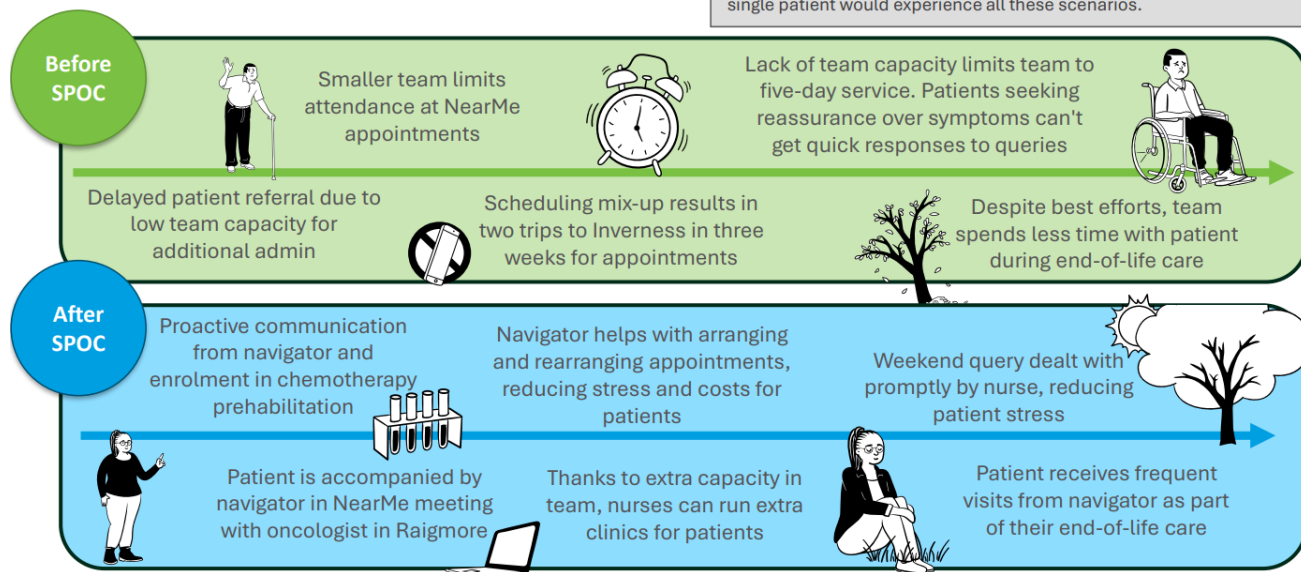 single patient would experience all these scenarios.
Before
SPOC
Smaller team limits
attendance at NearMe
appointments
Lack of team capacity limits team to
five-day service. Patients seeking
reassurance over symptoms can't
get quick responses to queries
Delayed patient referral due to
low team capacity for
additional admin
Scheduling mix-up results in
two trips to Inverness in three
weeks for appointments
Despite best efforts, team
spends less time with patient
during end-of-life care
After
SPOC
Proactive communication
from navigator and
enrolment in chemotherapy
prehabilitation
Navigator helps with arranging
and rearranging appointments,
reducing stress and costs for
patients
Weekend query dealt with
promptly by nurse, reducing
patient stress
Patient is accompanied by
navigator in NearMe meeting
with oncologist in Raigmore
Thanks to extra capacity in
team, nurses can run extra
clinics for patients
Patient receives frequent
visits from navigator as part
of their end-of-life care